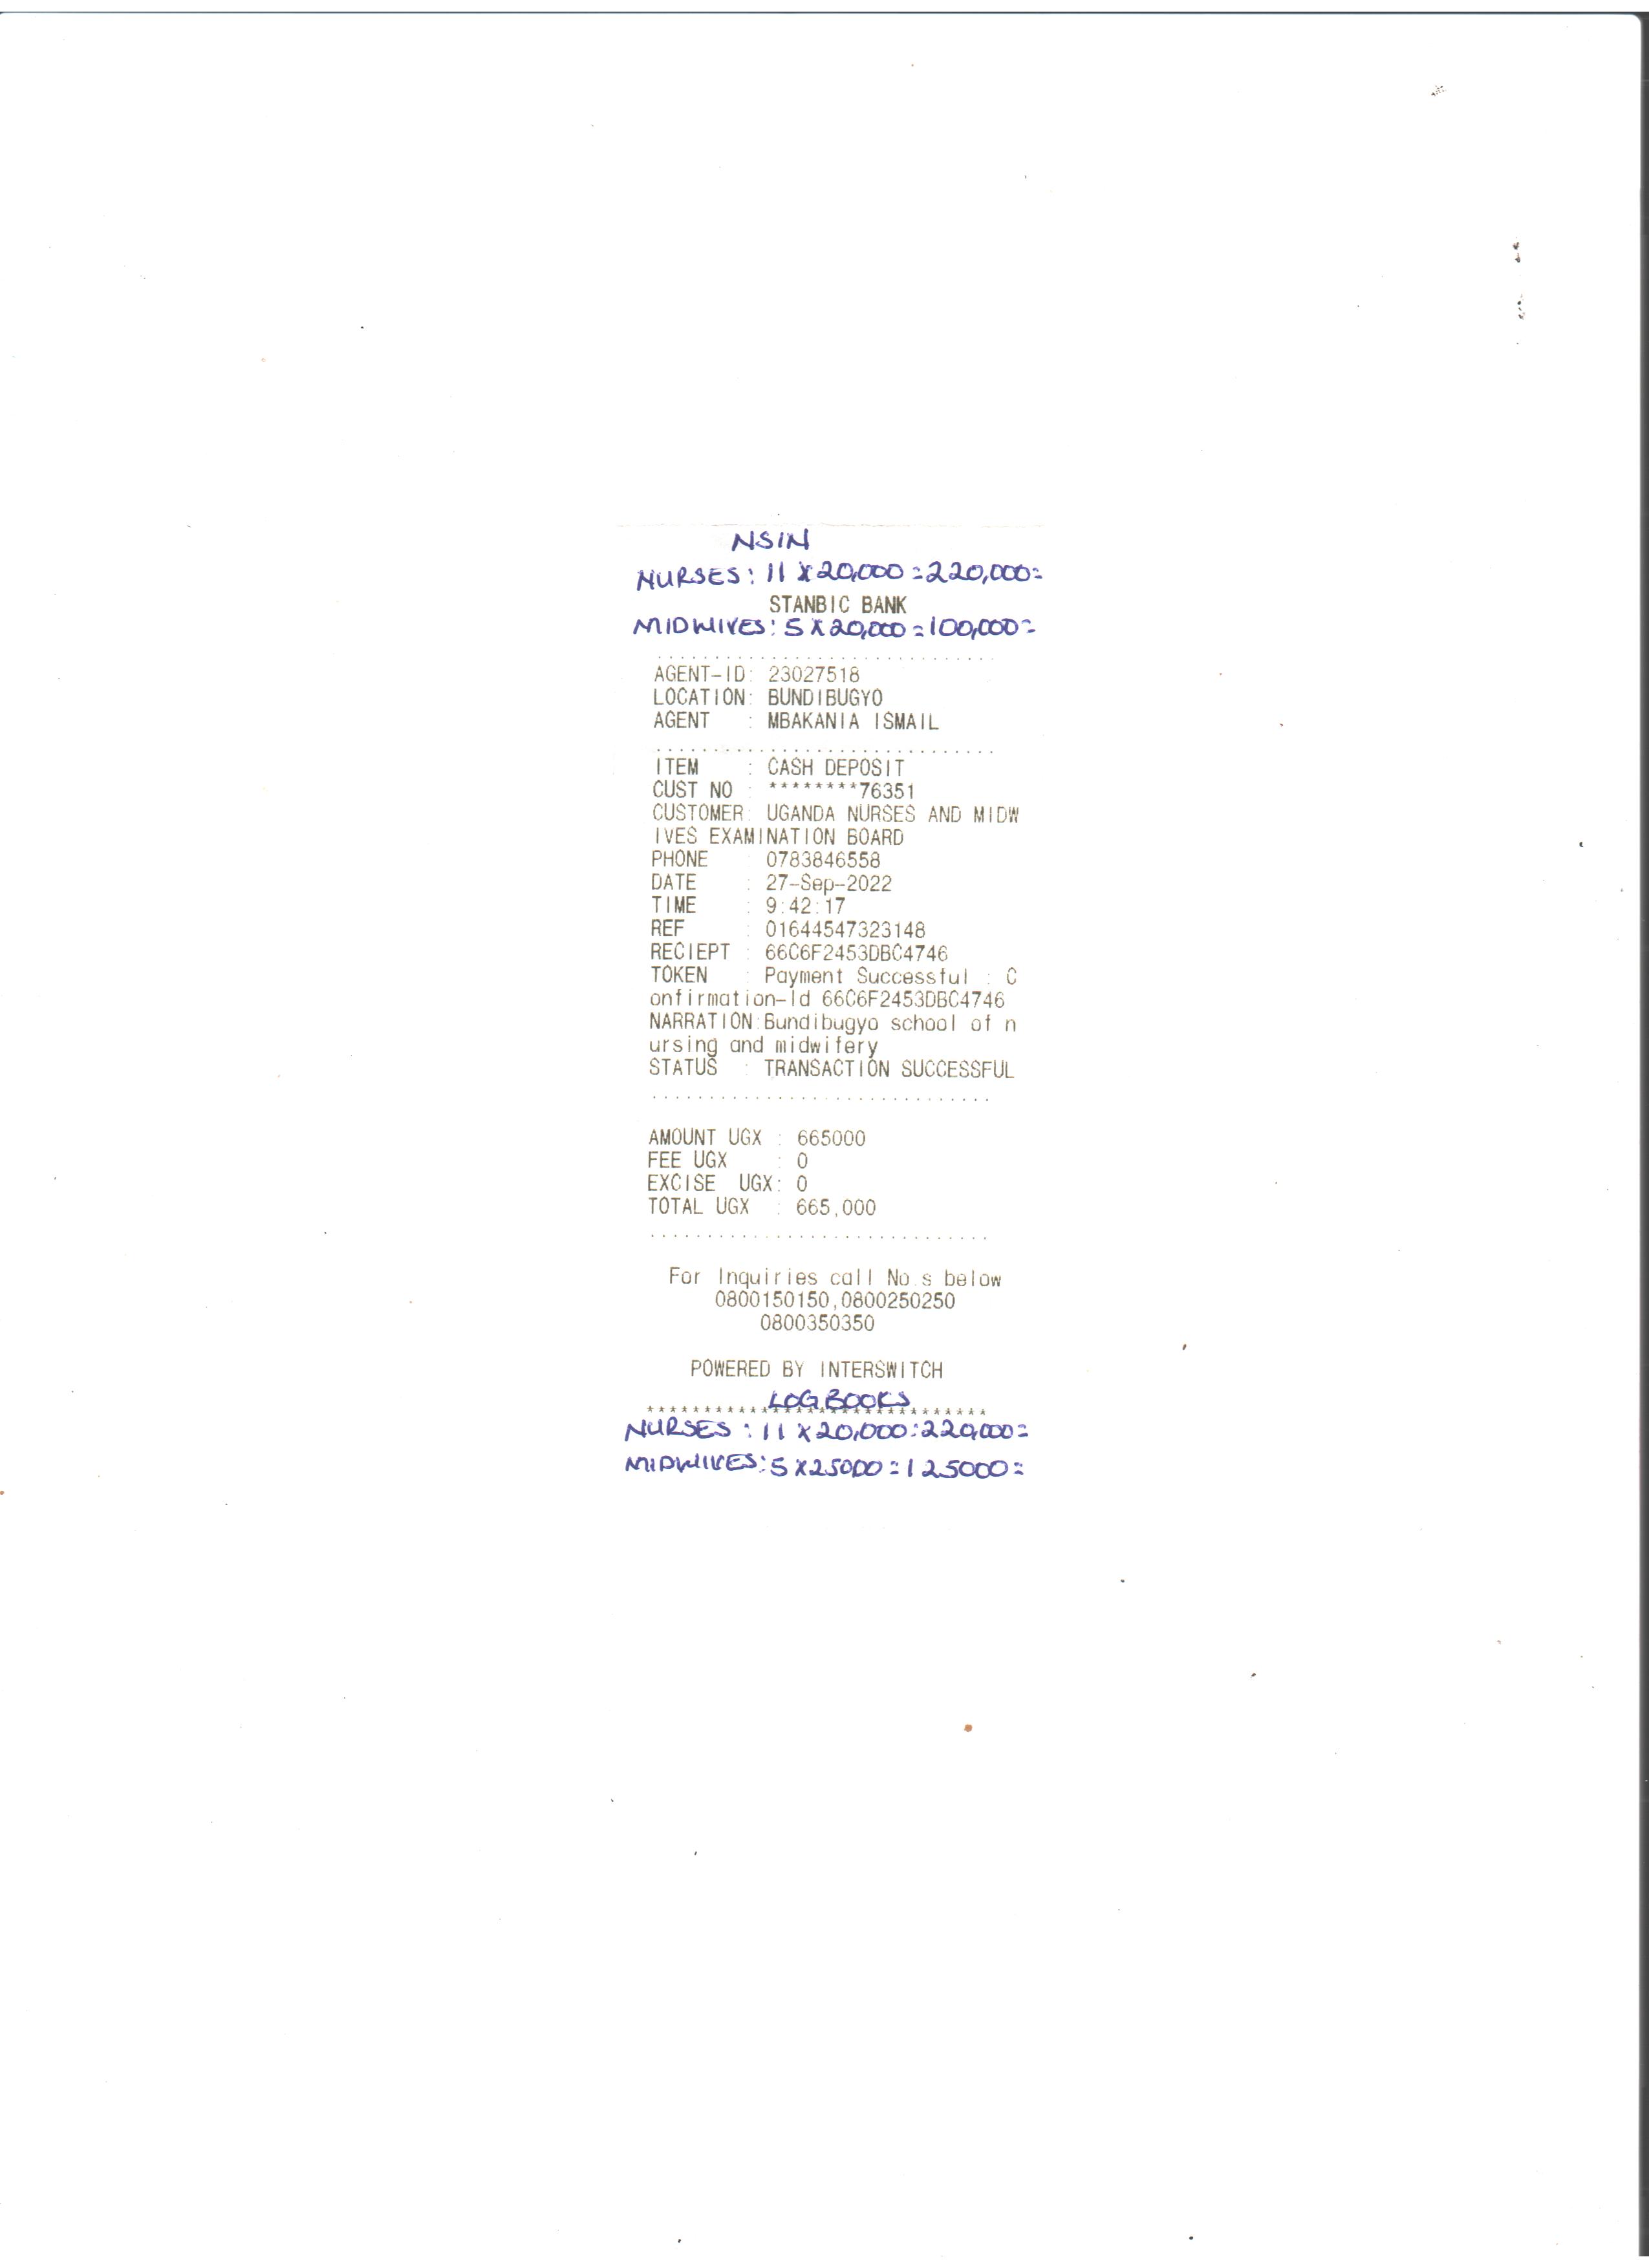 NSIN
NURSES: 11 X 20,000 = 220,000=
STANBIC BANK
MIDWIVES: 5 X 20,000 = 100,000=
..............................
AGENT-ID: 23027518
LOCATION: BUNDIBUGYO
AGENT : MBAKANIA ISMAIL
..............................
ITEM : CASH DEPOSIT
CUST NO : ********76351
CUSTOMER: UGANDA NURSES AND MIDW
IVES EXAMINATION BOARD
PHONE : 0783846558
DATE : 27-Sep-2022
TIME : 9:42:17
REF : 01644547323148
RECIEPT : 66C6F2453DBC4746
TOKEN : Payment Successful : C
onfirmation-Id 66C6F2453DBC4746
NARRATION:Bundibugyo school of n
ursing and midwifery
STATUS : TRANSACTION SUCCESSFUL
..............................
AMOUNT UGX : 665000
FEE UGX : 0
EXCISE UGX: 0
TOTAL UGX : 665,000
..............................
For Inquiries call No.s below
0800150150,0800250250
0800350350
POWERED BY INTERSWITCH
LOGBOOKS
******************************
NURSES : 11 X 20,000 = 220,000=
MIDWIVES: 5 X 25000 = 125000=